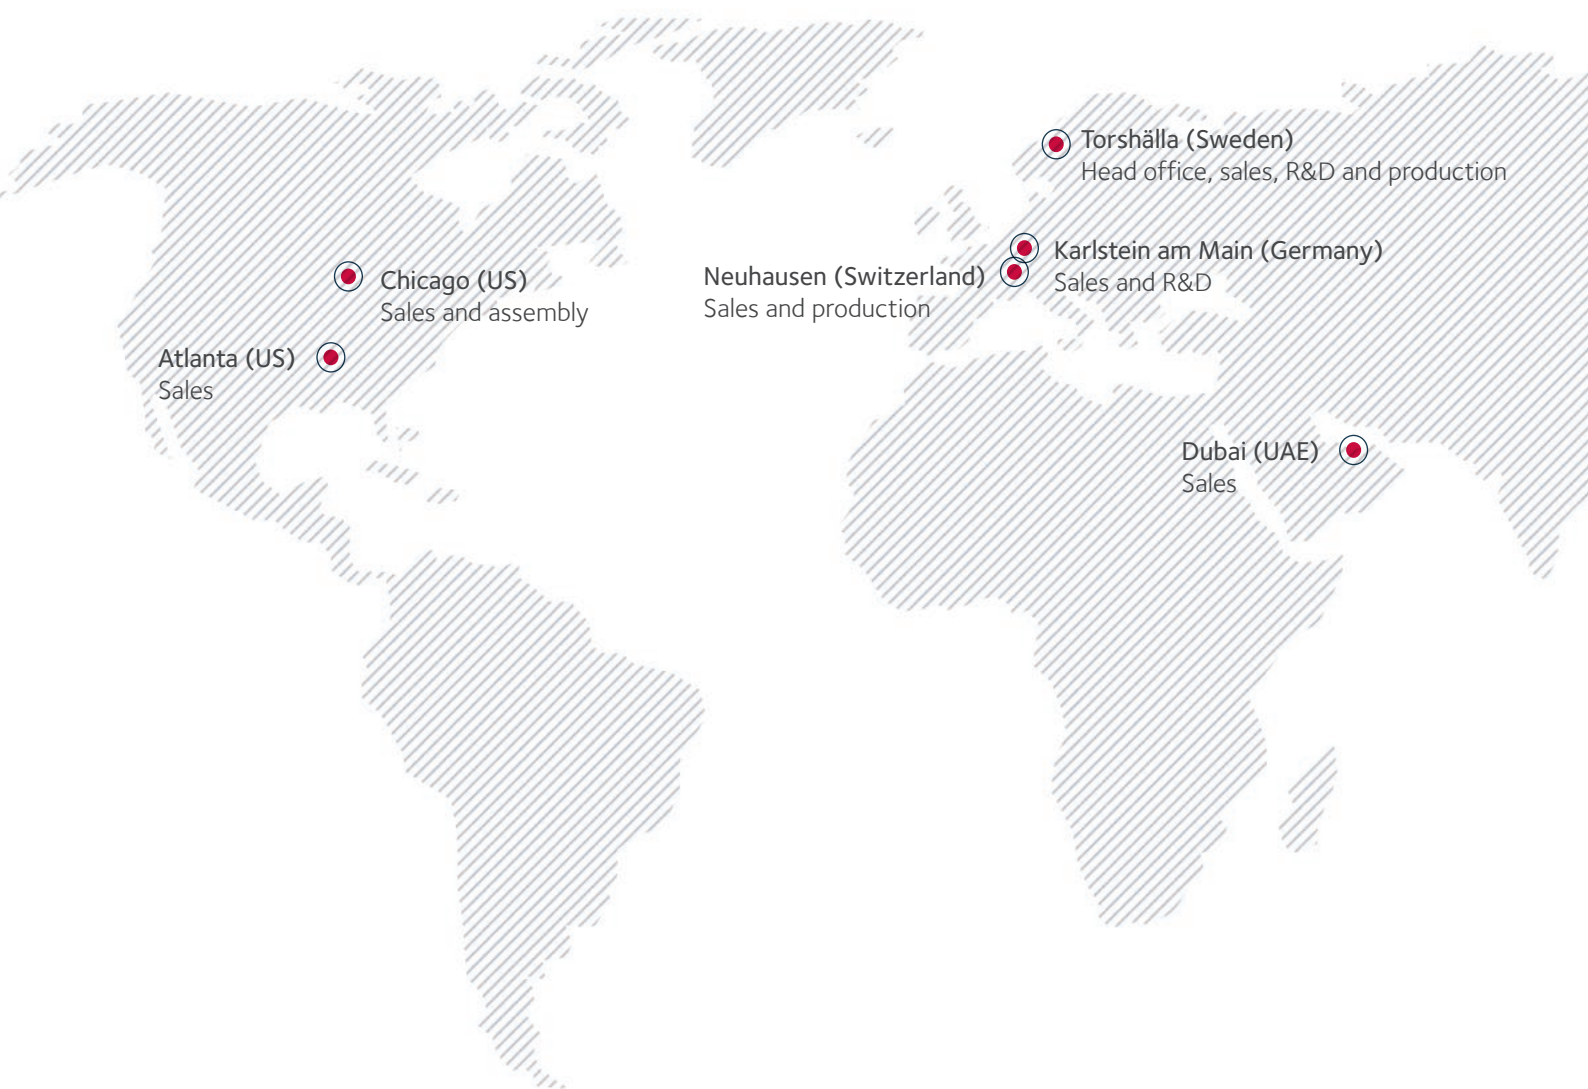 Torshälla (Sweden)
Head office, sales, R&D and production
Karlstein am Main (Germany)
Sales and R&D
Neuhausen (Switzerland)
Sales and production
Chicago (US)
Sales and assembly
Atlanta (US)
Sales
Dubai (UAE)
Sales